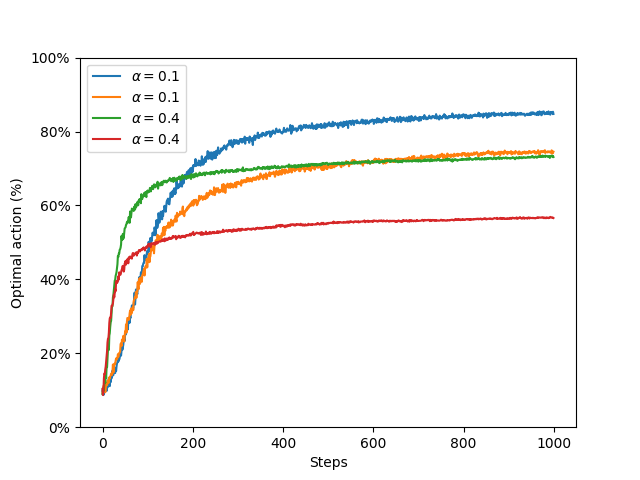 100%
80%
60%
40%
20%
0%
Optimal action (%)
α = 0.1
α = 0.1
α = 0.4
α = 0.4
0 200 400 600 800 1000
Steps